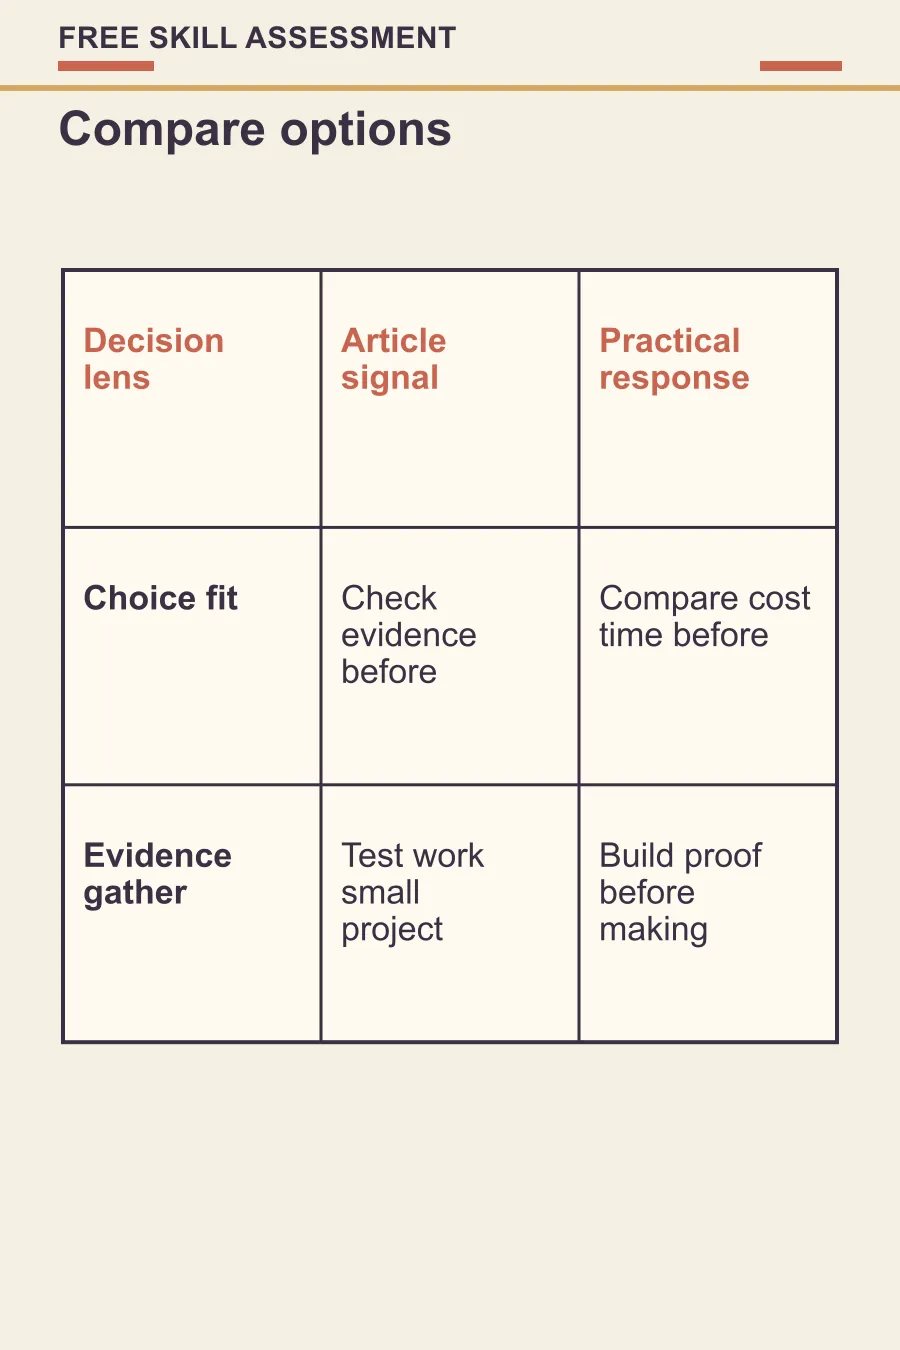 FREE SKILL ASSESSMENT
Compare options
Decision
lens
Article
signal
Practical
response
Choice fit
Check
evidence
before
Compare cost
time before
Evidence
gather
Test work
small
project
Build proof
before
making